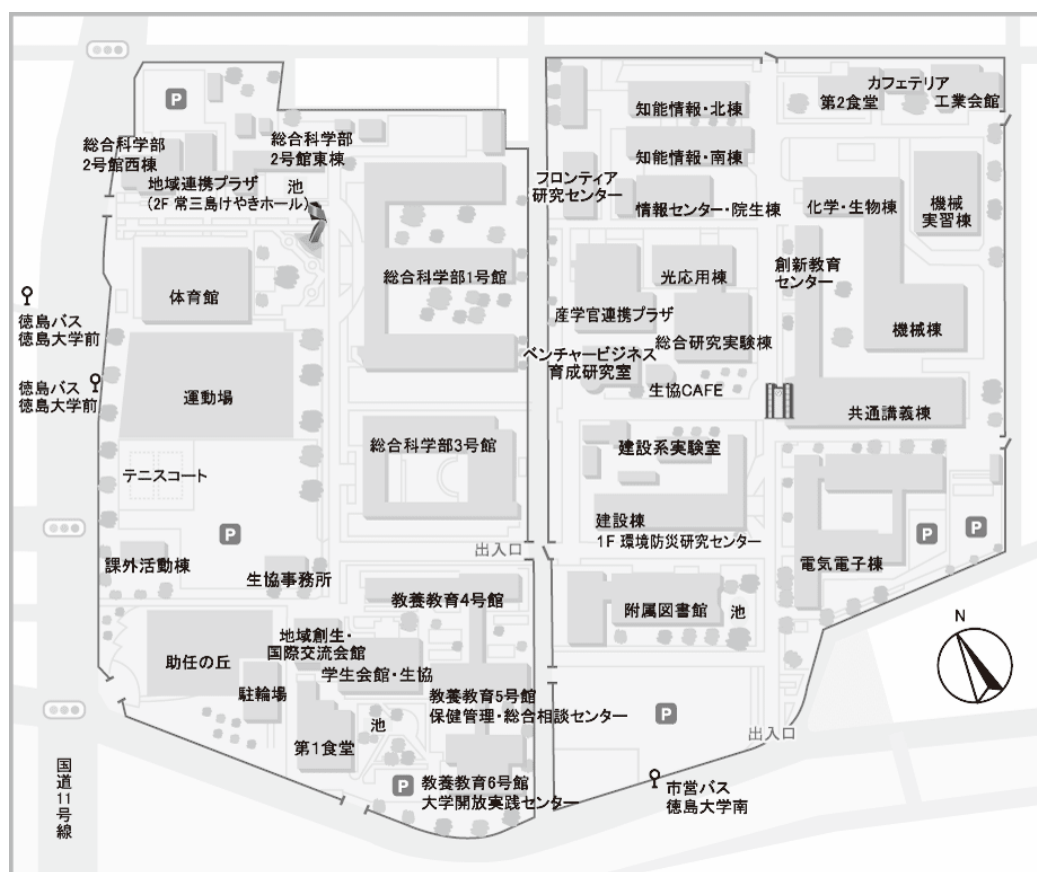 P
総合科学部
2号館西棟
総合科学部
2号館東棟
地域連携プラザ
(2F 常三島けやきホール)
池
体育館
総合科学部1号館
徳島バス
徳島大学前
徳島バス
徳島大学前
運動場
総合科学部3号館
テニスコート
P
出入口
課外活動棟
生協事務所
教養教育4号館
助任の丘
地域創生・
国際交流会館
学生会館・生協
駐輪場
教養教育5号館
保健管理・総合相談センター
第1食堂
池
P
教養教育6号館
大学開放実践センター
国道11号線
知能情報・北棟
カフェテリア
第2食堂
工業会館
知能情報・南棟
フロンティア
研究センター
情報センター・院生棟
化学・生物棟
機械
実習棟
光応用棟
創新教育
センター
産学官連携プラザ
総合研究実験棟
機械棟
ベンチャービジネス
育成研究室
生協CAFE
共通講義棟
建設系実験室
建設棟
1F 環境防災研究センター
P
P
電気電子棟
附属図書館
池
N
P
出入口
市営バス
徳島大学南